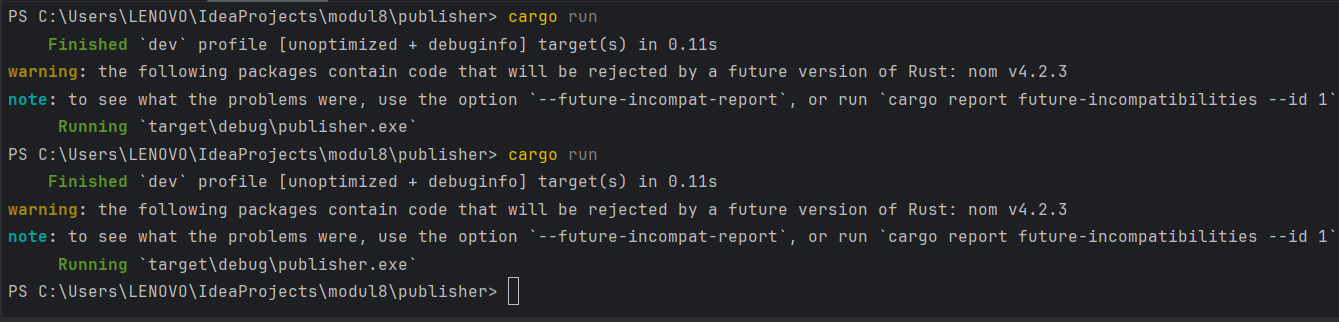 PS C:\Users\LENOVO\IdeaProjects\modul8\publisher> cargo run
    Finished `dev` profile [unoptimized + debuginfo] target(s) in 0.11s
warning: the following packages contain code that will be rejected by a future version of Rust: nom v4.2.3
note: to see what the problems were, use the option `--future-incompat-report`, or run `cargo report future-incompatibilities --id 1`
     Running `target\debug\publisher.exe`
PS C:\Users\LENOVO\IdeaProjects\modul8\publisher> cargo run
    Finished `dev` profile [unoptimized + debuginfo] target(s) in 0.11s
warning: the following packages contain code that will be rejected by a future version of Rust: nom v4.2.3
note: to see what the problems were, use the option `--future-incompat-report`, or run `cargo report future-incompatibilities --id 1`
     Running `target\debug\publisher.exe`
PS C:\Users\LENOVO\IdeaProjects\modul8\publisher>